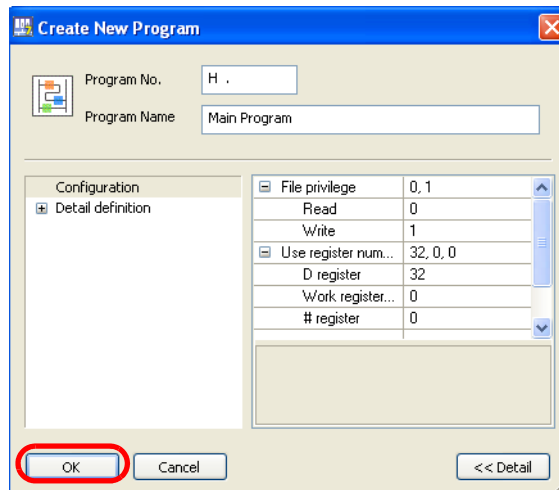 Create New Program
Program No. H .
Program Name Main Program
Configuration
Detail definition
File privilege 0, 1
Read 0
Write 1
Use register num... 32, 0, 0
D register 32
Work register... 0
# register 0
OK Cancel << Detail